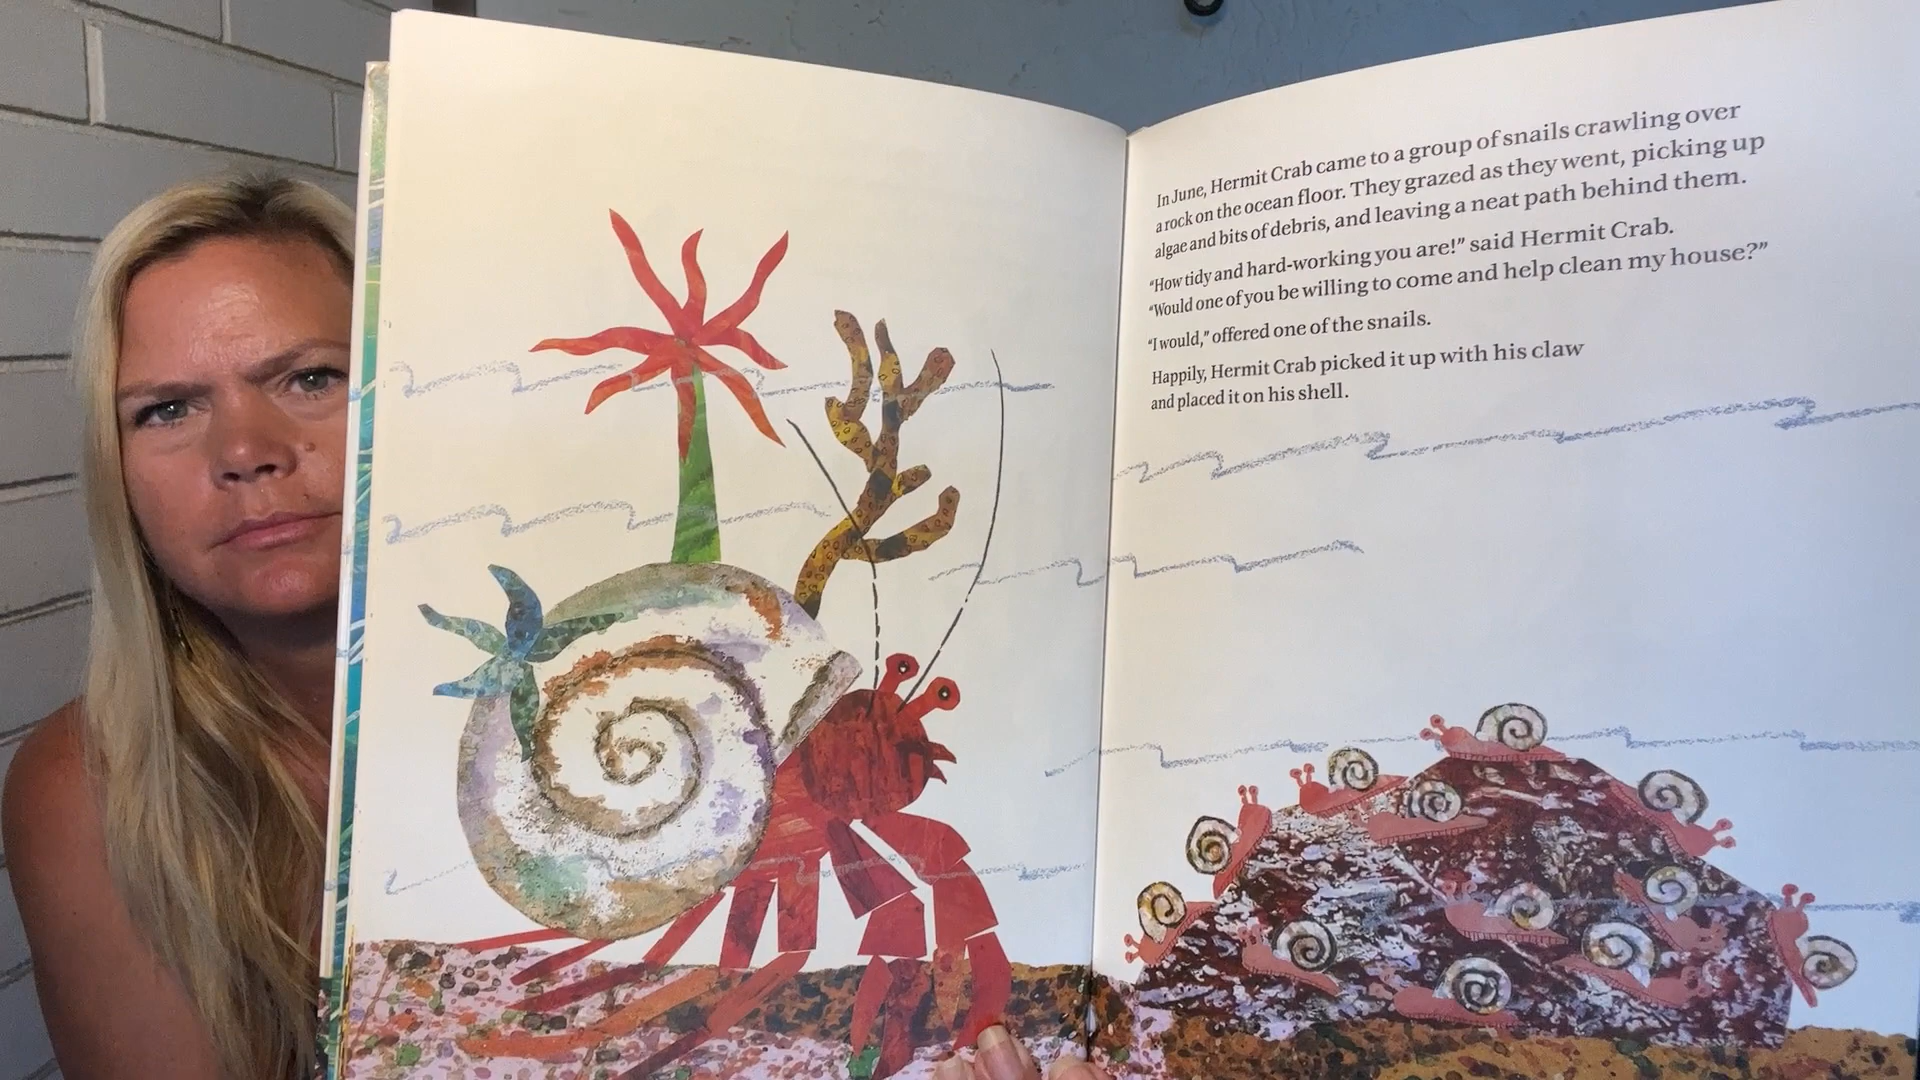 In June, Hermit Crab came to a group of snails crawling over
a rock on the ocean floor. They grazed as they went, picking up
algae and bits of debris, and leaving a neat path behind them.
“How tidy and hard-working you are!” said Hermit Crab.
“Would one of you be willing to come and help clean my house?”
“I would,” offered one of the snails.
Happily, Hermit Crab picked it up with his claw
and placed it on his shell.